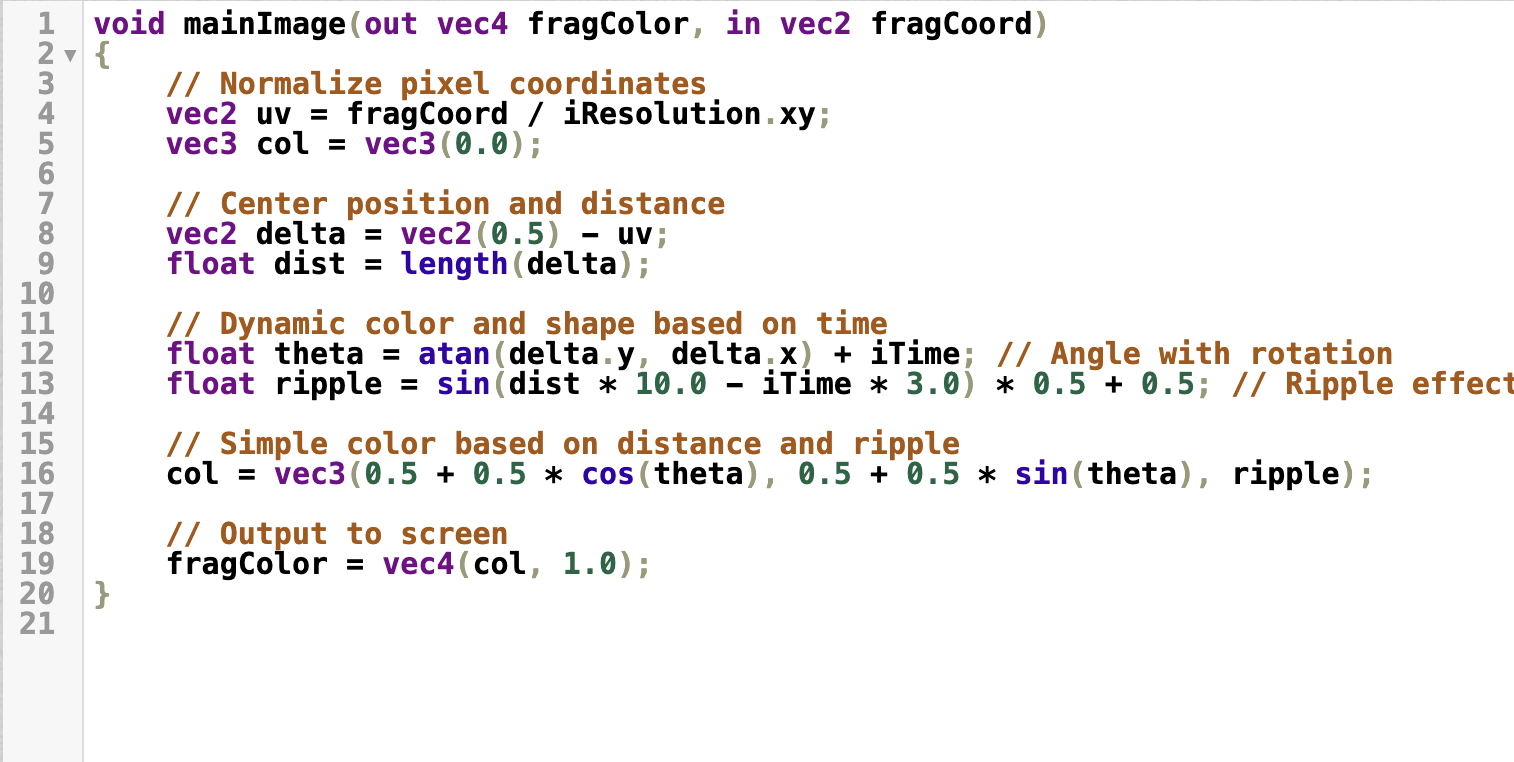 1 void mainImage(out vec4 fragColor, in vec2 fragCoord)
2 {
3 // Normalize pixel coordinates
4 vec2 uv = fragCoord / iResolution.xy;
5 vec3 col = vec3(0.0);
6
7 // Center position and distance
8 vec2 delta = vec2(0.5) - uv;
9 float dist = length(delta);
10
11 // Dynamic color and shape based on time
12 float theta = atan(delta.y, delta.x) + iTime; // Angle with rotation
13 float ripple = sin(dist * 10.0 - iTime * 3.0) * 0.5 + 0.5; // Ripple effect
14
15 // Simple color based on distance and ripple
16 col = vec3(0.5 + 0.5 * cos(theta), 0.5 + 0.5 * sin(theta), ripple);
17
18 // Output to screen
19 fragColor = vec4(col, 1.0);
20 }
21